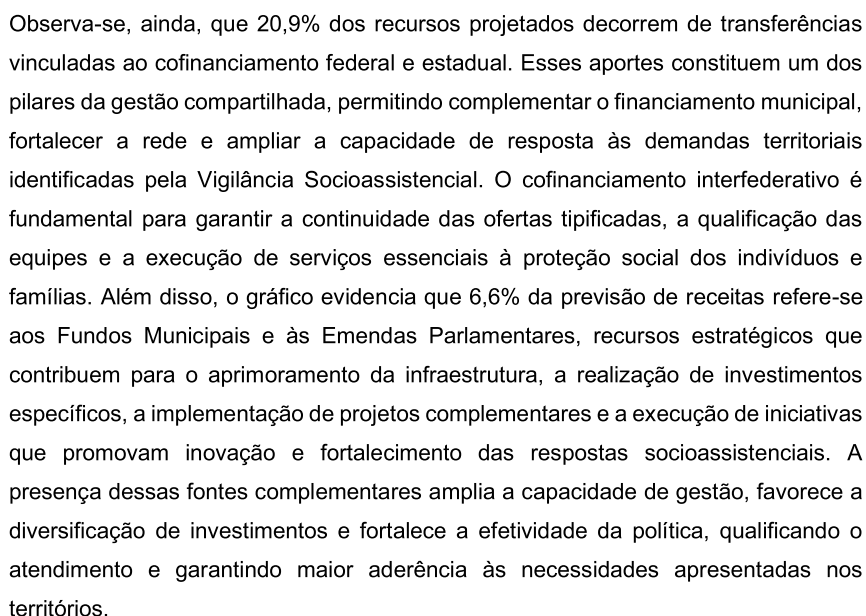 Observa-se, ainda, que 20,9% dos recursos projetados decorrem de transferências
vinculadas ao cofinanciamento federal e estadual. Esses aportes constituem um dos
pilares da gestão compartilhada, permitindo complementar o financiamento municipal,
fortalecer a rede e ampliar a capacidade de resposta às demandas territoriais
identificadas pela Vigilância Socioassistencial. O cofinanciamento interfederativo é
fundamental para garantir a continuidade das ofertas tipificadas, a qualificação das
equipes e a execução de serviços essenciais à proteção social dos indivíduos e
famílias. Além disso, o gráfico evidencia que 6,6% da previsão de receitas refere-se
aos Fundos Municipais e às Emendas Parlamentares, recursos estratégicos que
contribuem para o aprimoramento da infraestrutura, a realização de investimentos
específicos, a implementação de projetos complementares e a execução de iniciativas
que promovam inovação e fortalecimento das respostas socioassistenciais. A
presença dessas fontes complementares amplia a capacidade de gestão, favorece a
diversificação de investimentos e fortalece a efetividade da política, qualificando o
atendimento e garantindo maior aderência às necessidades apresentadas nos
territórios.